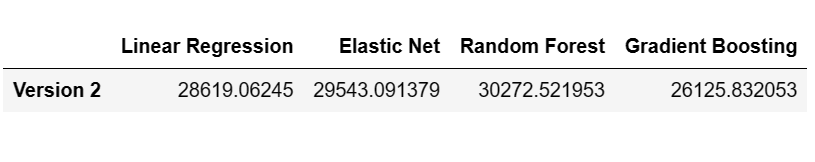 Linear Regression Elastic Net Random Forest Gradient Boosting
Version 2 28619.06245 29543.091379 30272.521953 26125.832053